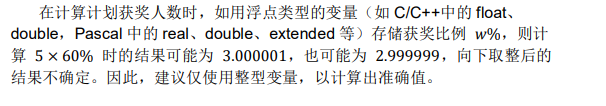 在计算计划获奖人数时，如用浮点类型的变量（如 C/C++中的 float、
double，Pascal 中的 real、double、extended 等）存储获奖比例 w%，则计
算 5 × 60% 时的结果可能为 3.000001，也可能为 2.999999，向下取整后的
结果不确定。因此，建议仅使用整型变量，以计算出准确值。